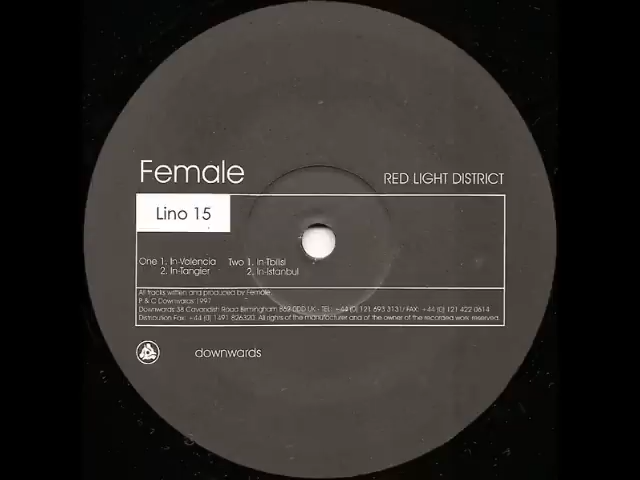 Female
RED LIGHT DISTRICT
Lino 15
One 1. In-Valencia Two 1. In-Tbilisi
2. In-Tangier 2. In-Istanbul
All tracks written and produced by Female.
P & C Downwards 1997
Downwards 38 Cavendish Road Birmingham B62 0DD UK - TEL: +44 (0) 121 693 3131/ FAX: +44 (0) 121 422 0614
Distribution Fax: +44 (0) 1491 826320. All rights of the manufacturer and of the owner of the recorded work reserved.
downwards